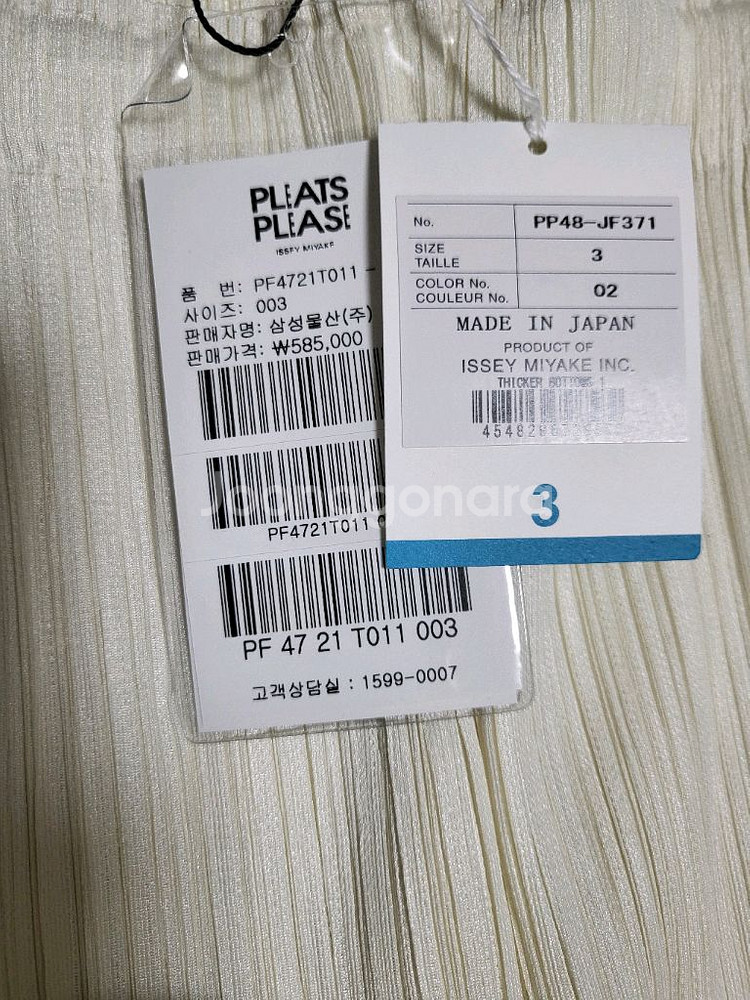 PLEATS
PLEASE
ISSEY MIYAKE
품 번: PF4721T011 -
사이즈: 003
판매자명: 삼성물산(주)
판매가격: ₩585,000
PF4721T011
PF 47 21 T011 003
고객상담실 : 1599-0007
No. PP48-JF371
SIZE
TAILLE 3
COLOR No.
COULEUR No. 02
MADE IN JAPAN
PRODUCT OF
ISSEY MIYAKE INC.
THICKER BOTTOMS 1
3
Joonagonara